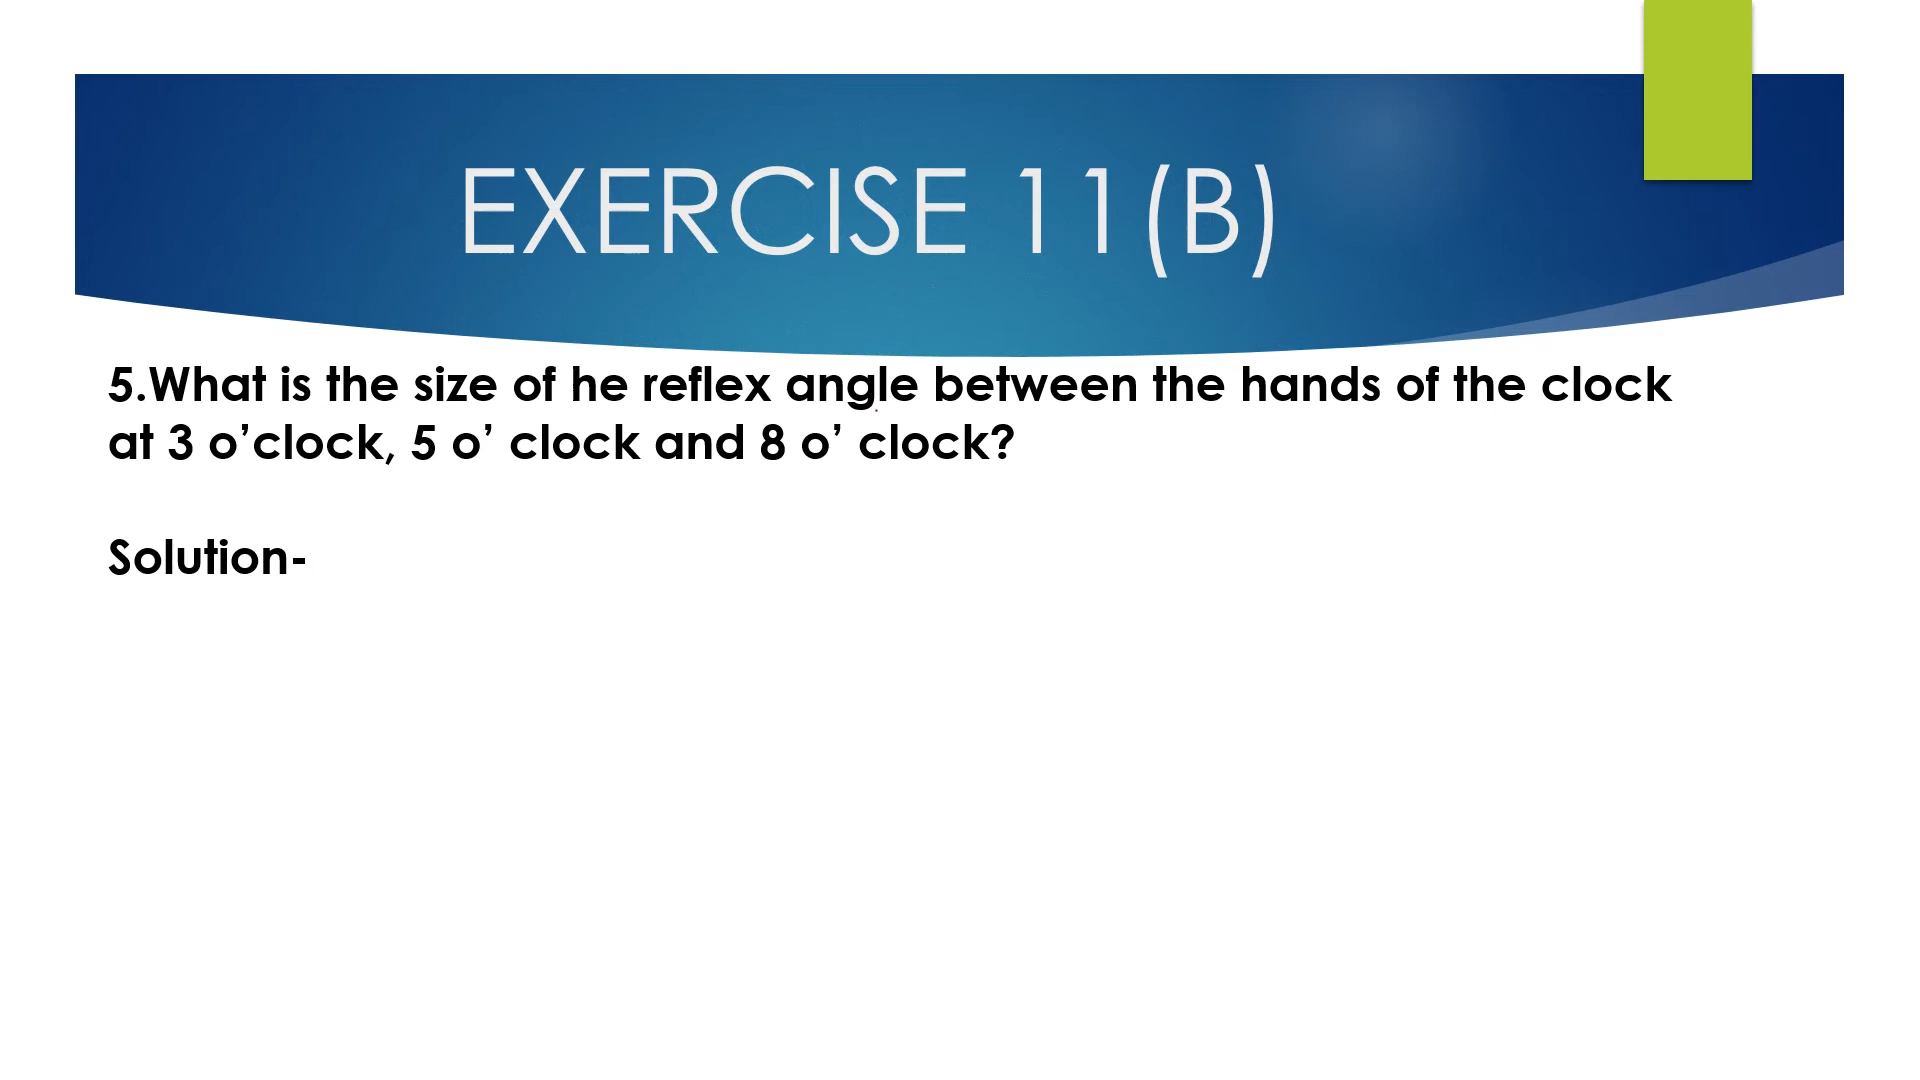 EXERCISE 11(B)
5.What is the size of he reflex angle between the hands of the clock
at 3 o’clock, 5 o’ clock and 8 o’ clock?
Solution-